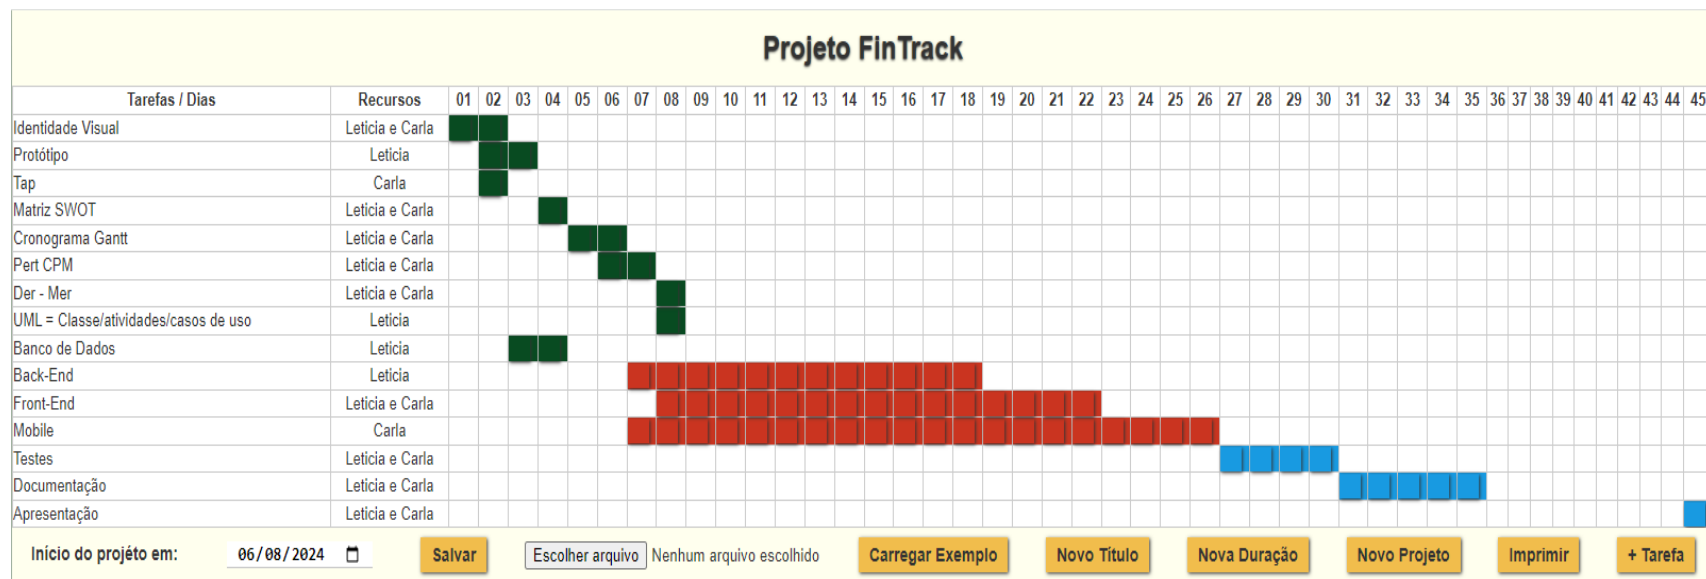 Projeto FinTrack
Tarefas / Dias Recursos 01 02 03 04 05 06 07 08 09 10 11 12 13 14 15 16 17 18 19 20 21 22 23 24 25 26 27 28 29 30 31 32 33 34 35 36 37 38 39 40 41 42 43 44 45
Identidade Visual Leticia e Carla
Protótipo Leticia
Tap Carla
Matriz SWOT Leticia e Carla
Cronograma Gantt Leticia e Carla
Pert CPM Leticia e Carla
Der - Mer Leticia e Carla
UML = Classe/atividades/casos de uso Leticia
Banco de Dados Leticia
Back-End Leticia
Front-End Leticia e Carla
Mobile Carla
Testes Leticia e Carla
Documentação Leticia e Carla
Apresentação Leticia e Carla
Início do projéto em: 06/08/2024 Salvar Escolher arquivo Nenhum arquivo escolhido Carregar Exemplo Novo Titulo Nova Duração Novo Projeto Imprimir + Tarefa